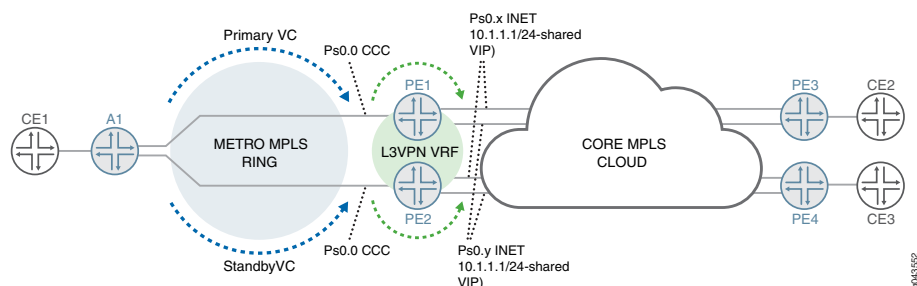 Ps0.x INET
10.1.1.1/24-shared
VIP)
Primary VC
Ps0.0 CCC
PE1
PE3
CE2
CE1
A1
METRO MPLS
RING
L3VPN VRF
CORE MPLS
CLOUD
PE2
PE4
CE3
Ps0.0 CCC
StandbyVC
Ps0.y INET
10.1.1.1/24-shared
VIP)
g043552